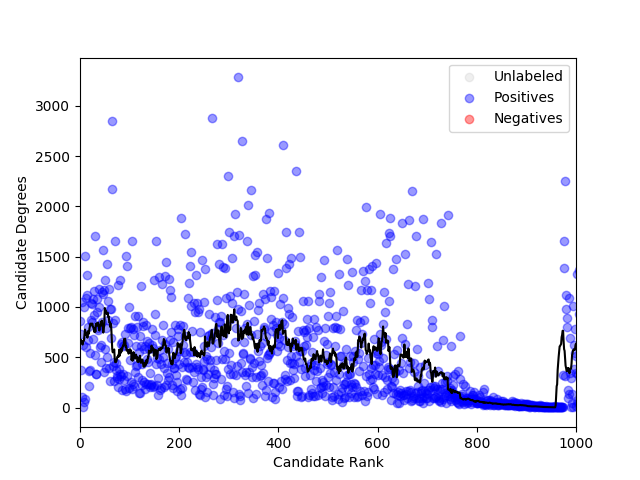 Unlabeled
Positives
Negatives
3000
2500
2000
1500
1000
500
0
Candidate Degrees
0 200 400 600 800 1000
Candidate Rank